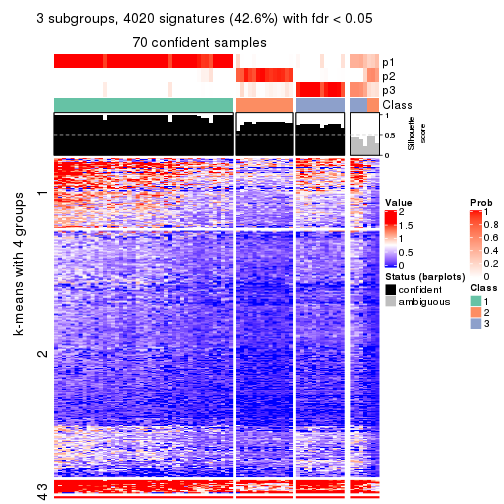 3 subgroups, 4020 signatures (42.6%) with fdr < 0.05
70 confident samples
p1
p2
p3
Class
1
0.5
0
Silhouette
score
k-means with 4 groups
1
2
3
4
Value
2
1.5
1
0.5
0
Status (barplots)
confident
ambiguous
Prob
1
0.8
0.6
0.4
0.2
0
Class
1
2
3